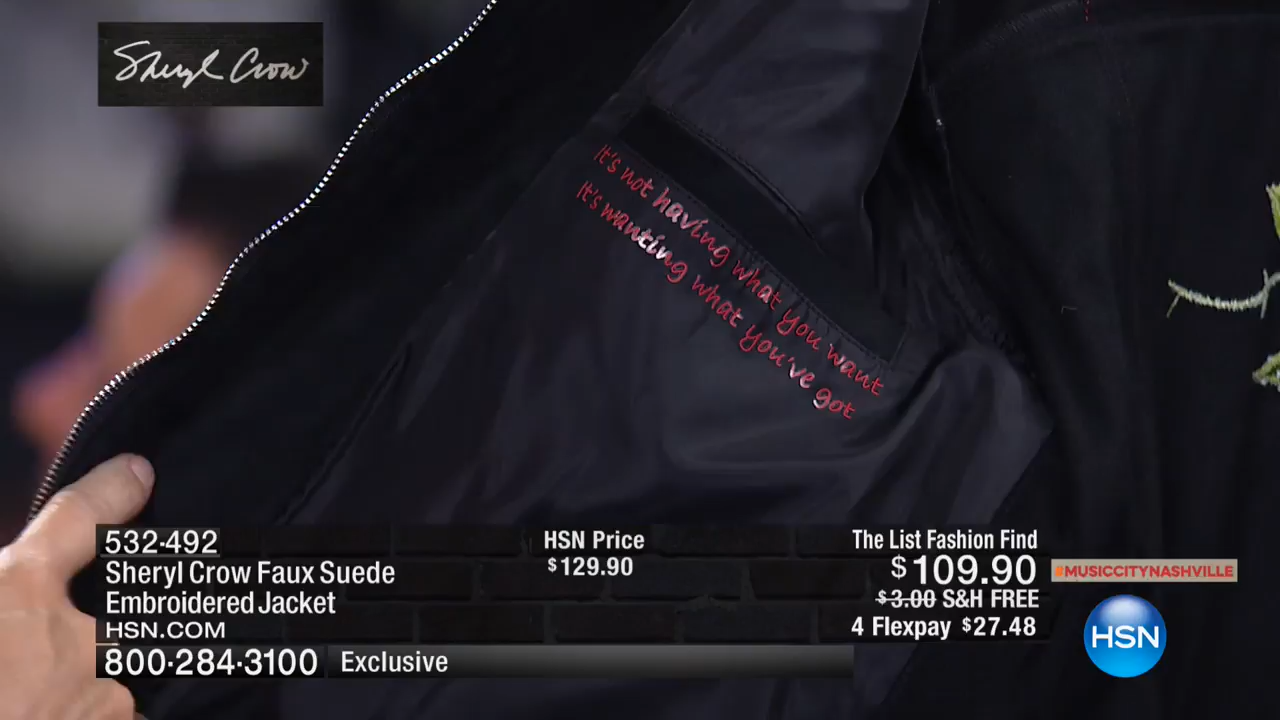 Sheryl Crow
It's not having what you want
It's wanting what you've got
532-492
Sheryl Crow Faux Suede
Embroidered Jacket
HSN.COM
800-284-3100
Exclusive
HSN Price
$129.90
The List Fashion Find
$109.90
$3.00 S&H FREE
4 Flexpay $27.48
#MUSICCITYNASHVILLE
HSN